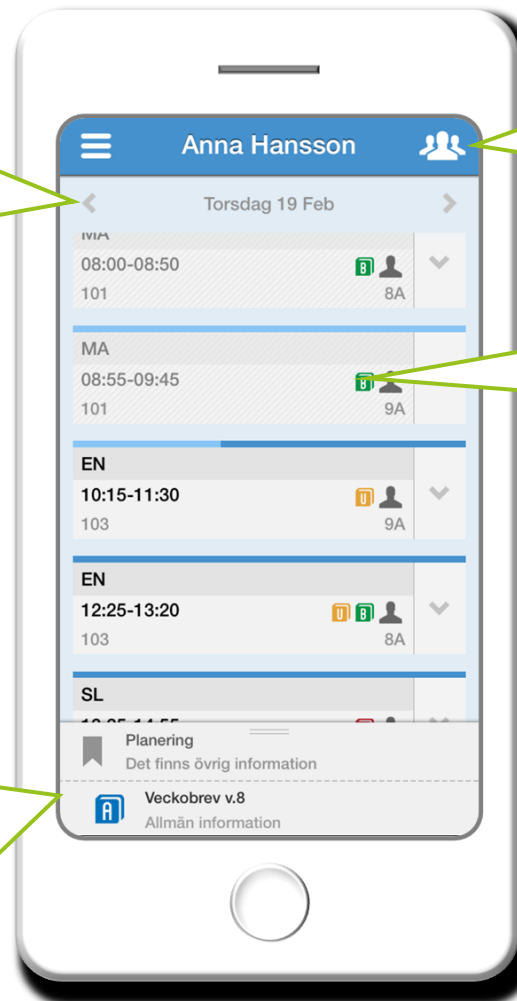 Anna Hansson
Torsdag 19 Feb
MA
08:00-08:50
B
101
8A
MA
08:55-09:45
B
101
9A
EN
10:15-11:30
U
103
9A
EN
12:25-13:20
U B
103
8A
SL
Planering
Det finns övrig information
A
Veckobrev v.8
Allmän information